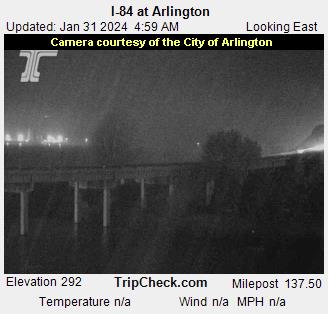 I-84 at Arlington
Updated: Jan 31 2024 4:59 AM Looking East
Camera courtesy of the City of Arlington
Elevation 292 TripCheck.com Milepost 137.50
Temperature n/a Wind n/a MPH n/a